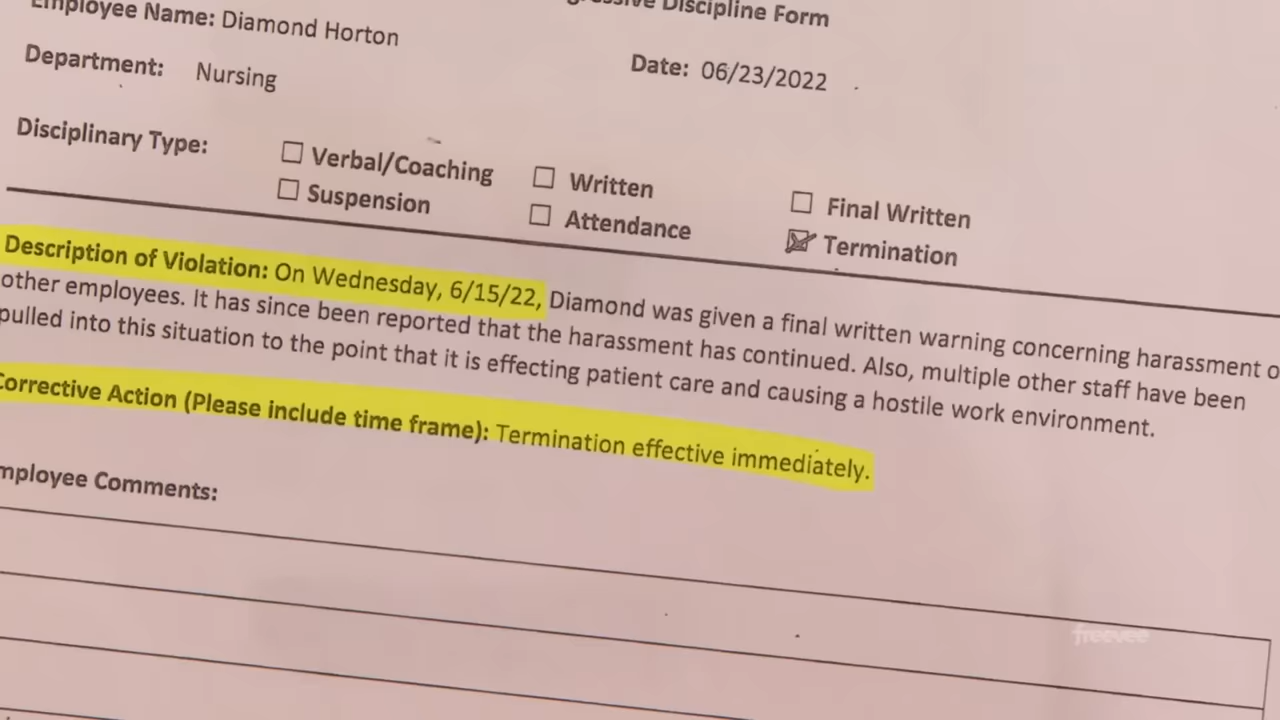 Employee Name: Diamond Horton
Discipline Form
Department: Nursing
Date: 06/23/2022
Disciplinary Type:
☐ Verbal/Coaching ☐ Written ☐ Final Written
☐ Suspension ☐ Attendance ☒ Termination
Description of Violation: On Wednesday, 6/15/22, Diamond was given a final written warning concerning harassment o
other employees. It has since been reported that the harassment has continued. Also, multiple other staff have been
pulled into this situation to the point that it is effecting patient care and causing a hostile work environment.
Corrective Action (Please include time frame): Termination effective immediately.
mployee Comments:
freevee